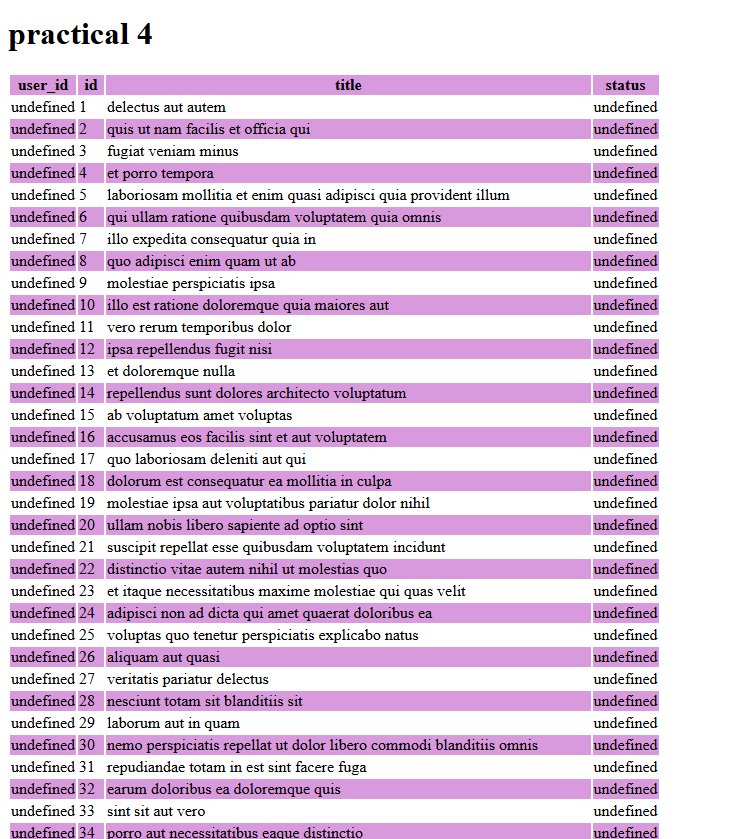 practical 4
user_id id title status
undefined 1 delectus aut autem undefined
undefined 2 quis ut nam facilis et officia qui undefined
undefined 3 fugiat veniam minus undefined
undefined 4 et porro tempora undefined
undefined 5 laboriosam mollitia et enim quasi adipisci quia provident illum undefined
undefined 6 qui ullam ratione quibusdam voluptatem quia omnis undefined
undefined 7 illo expedita consequatur quia in undefined
undefined 8 quo adipisci enim quam ut ab undefined
undefined 9 molestiae perspiciatis ipsa undefined
undefined 10 illo est ratione doloremque quia maiores aut undefined
undefined 11 vero rerum temporibus dolor undefined
undefined 12 ipsa repellendus fugit nisi undefined
undefined 13 et doloremque nulla undefined
undefined 14 repellendus sunt dolores architecto voluptatum undefined
undefined 15 ab voluptatum amet voluptas undefined
undefined 16 accusamus eos facilis sint et aut voluptatem undefined
undefined 17 quo laboriosam deleniti aut qui undefined
undefined 18 dolorum est consequatur ea mollitia in culpa undefined
undefined 19 molestiae ipsa aut voluptatibus pariatur dolor nihil undefined
undefined 20 ullam nobis libero sapiente ad optio sint undefined
undefined 21 suscipit repellat esse quibusdam voluptatem incidunt undefined
undefined 22 distinctio vitae autem nihil ut molestias quo undefined
undefined 23 et itaque necessitatibus maxime molestiae qui quas velit undefined
undefined 24 adipisci non ad dicta qui amet quaerat doloribus ea undefined
undefined 25 voluptas quo tenetur perspiciatis explicabo natus undefined
undefined 26 aliquam aut quasi undefined
undefined 27 veritatis pariatur delectus undefined
undefined 28 nesciunt totam sit blanditiis sit undefined
undefined 29 laborum aut in quam undefined
undefined 30 nemo perspiciatis repellat ut dolor libero commodi blanditiis omnis undefined
undefined 31 repudiandae totam in est sint facere fuga undefined
undefined 32 earum doloribus ea doloremque quis undefined
undefined 33 sint sit aut vero undefined
undefined 34 porro aut necessitatibus eaque distinctio undefined